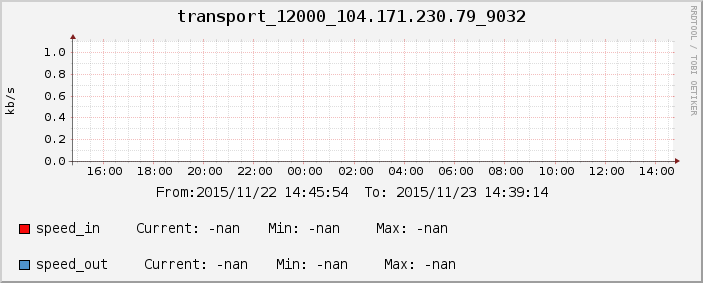 transport_12000_104.171.230.79_9032
RRDTOOL / TOBI OETIKER
kb/s
1.0
0.8
0.6
0.4
0.2
0.0
16:00 18:00 20:00 22:00 00:00 02:00 04:00 06:00 08:00 10:00 12:00 14:00
From:2015/11/22 14:45:54 To: 2015/11/23 14:39:14
speed_in Current: -nan Min: -nan Max: -nan
speed_out Current: -nan Min: -nan Max: -nan